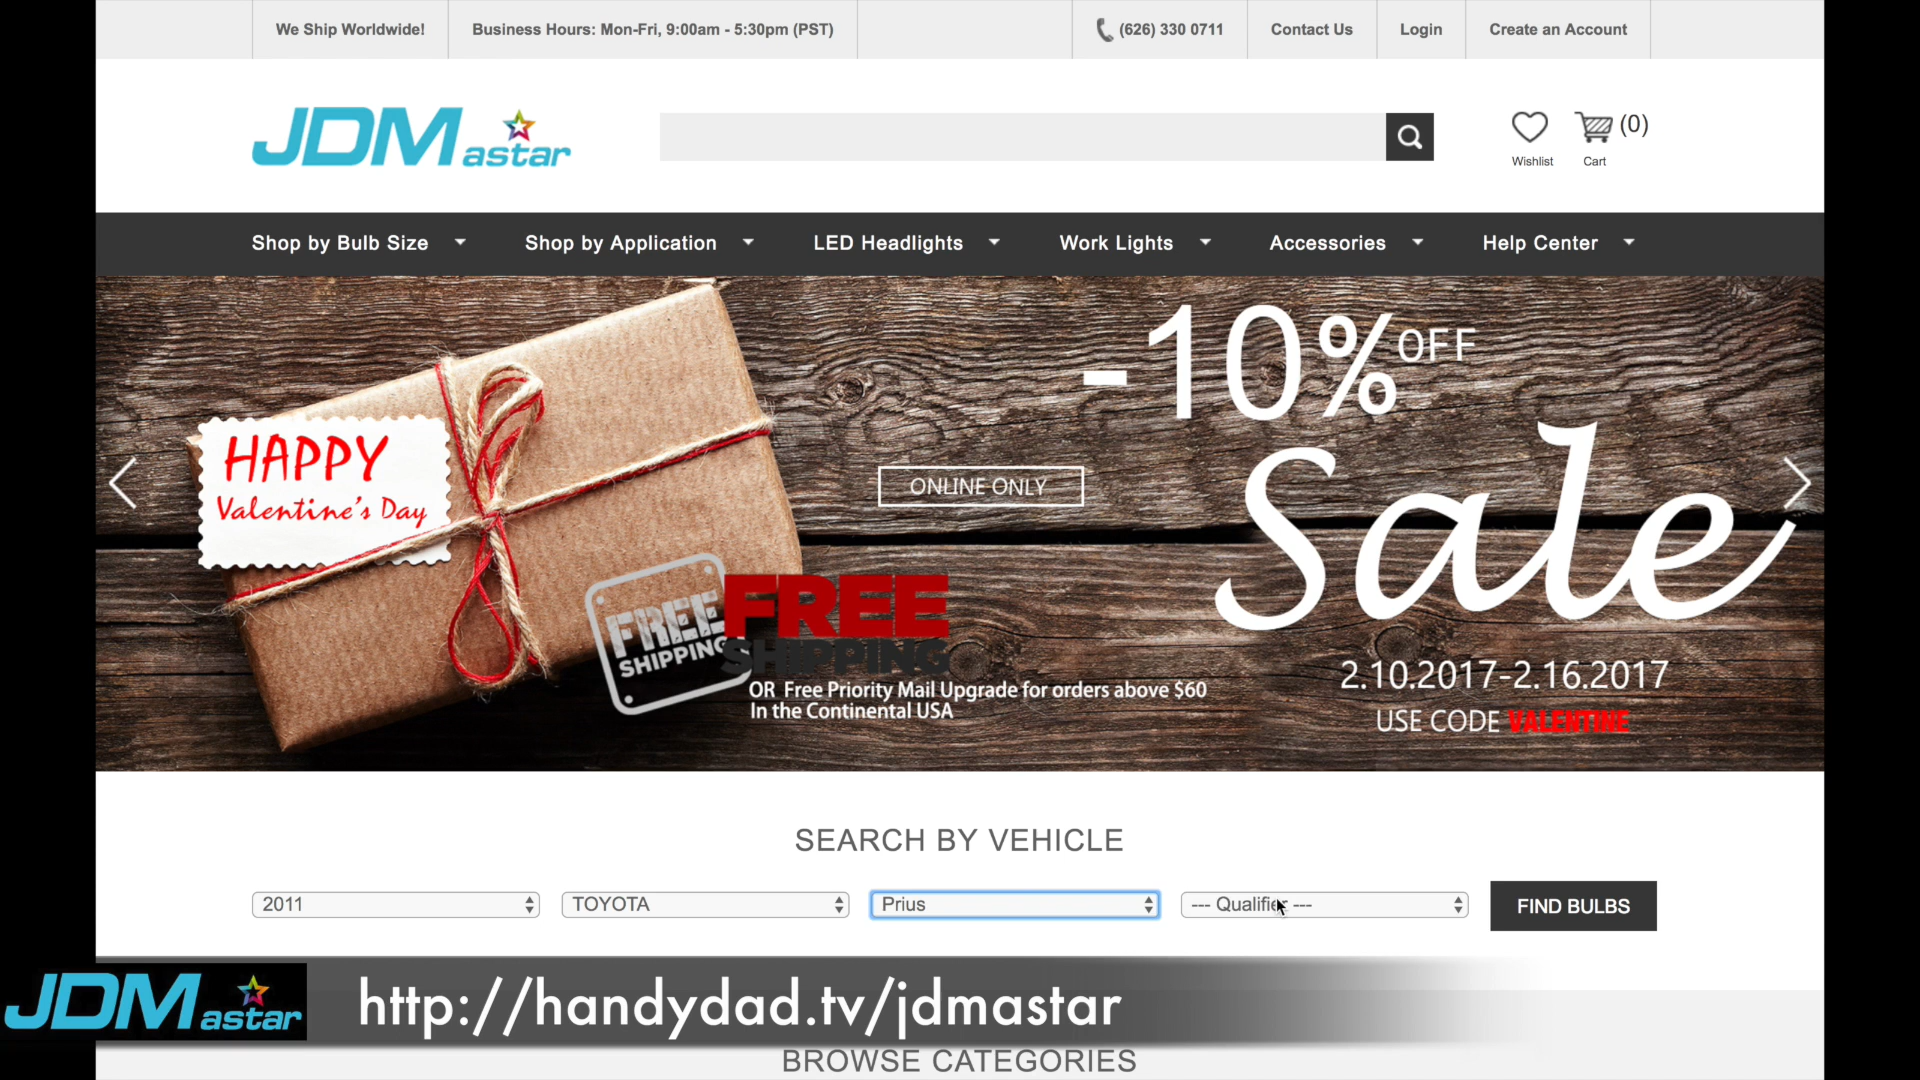 We Ship Worldwide!
Business Hours: Mon-Fri, 9:00am - 5:30pm (PST)
(626) 330 0711
Contact Us
Login
Create an Account
JDM astar
Wishlist
Cart
(0)
Shop by Bulb Size
Shop by Application
LED Headlights
Work Lights
Accessories
Help Center
-10% OFF
HAPPY
Valentine's Day
ONLINE ONLY
Sale
FREE
SHIPPING
FREE
SHIPPING
OR Free Priority Mail Upgrade for orders above $60
In the Continental USA
2.10.2017-2.16.2017
USE CODE VALENTINE
SEARCH BY VEHICLE
2011
TOYOTA
Prius
--- Qualifier ---
FIND BULBS
JDM astar
http://handydad.tv/jdmastar
BROWSE CATEGORIES